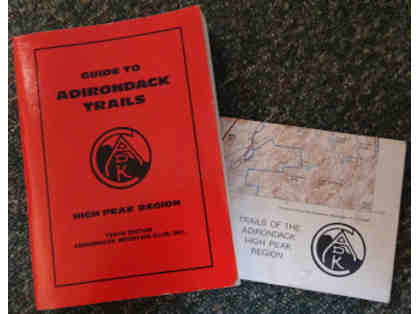 GUIDE TO
ADIRONDACK
TRAILS
ADK
HIGH PEAK REGION
TENTH EDITION
ADIRONDACK MOUNTAIN CLUB, INC.
TRAILS OF THE
ADIRONDACK
HIGH PEAK
REGION
ADK